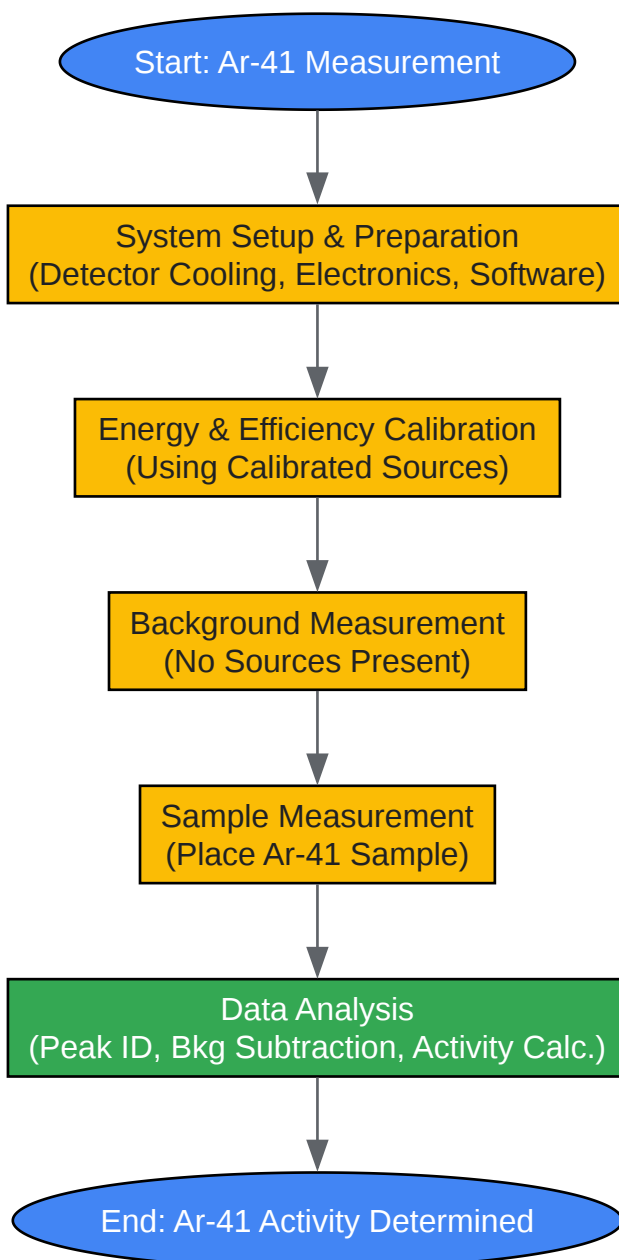 Start: Ar-41 Measurement
System Setup & Preparation
(Detector Cooling, Electronics, Software)
Energy & Efficiency Calibration
(Using Calibrated Sources)
Background Measurement
(No Sources Present)
Sample Measurement
(Place Ar-41 Sample)
Data Analysis
(Peak ID, Bkg Subtraction, Activity Calc.)
End: Ar-41 Activity Determined